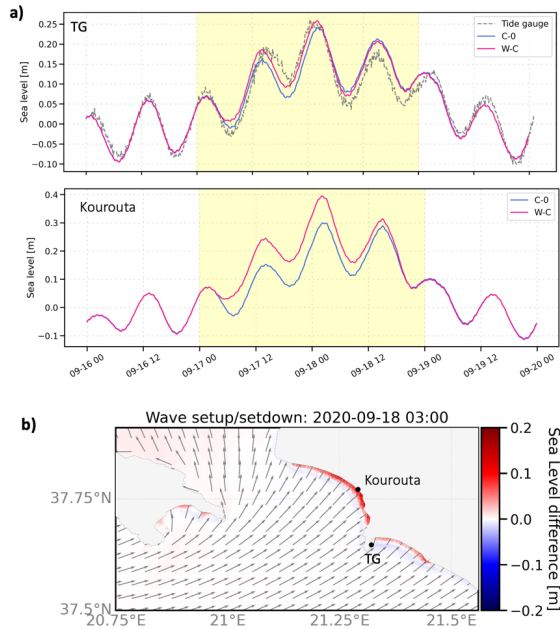 a)
TG
Sea level [m]
0.25
0.20
0.15
0.10
0.05
0.00
−0.05
−0.10
Tide gauge
C-0
W-C
Kourouta
Sea level [m]
0.4
0.3
0.2
0.1
0.0
−0.1
C-0
W-C
09-16 00
09-16 12
09-17 00
09-17 12
09-18 00
09-18 12
09-19 00
09-19 12
09-20 00
b)
Wave setup/setdown: 2020-09-18 03:00
37.75°N
37.5°N
20.75°E
21°E
21.25°E
21.5°E
Kourouta
TG
0.2
0.1
0.0
−0.1
−0.2
Sea Level difference [m]